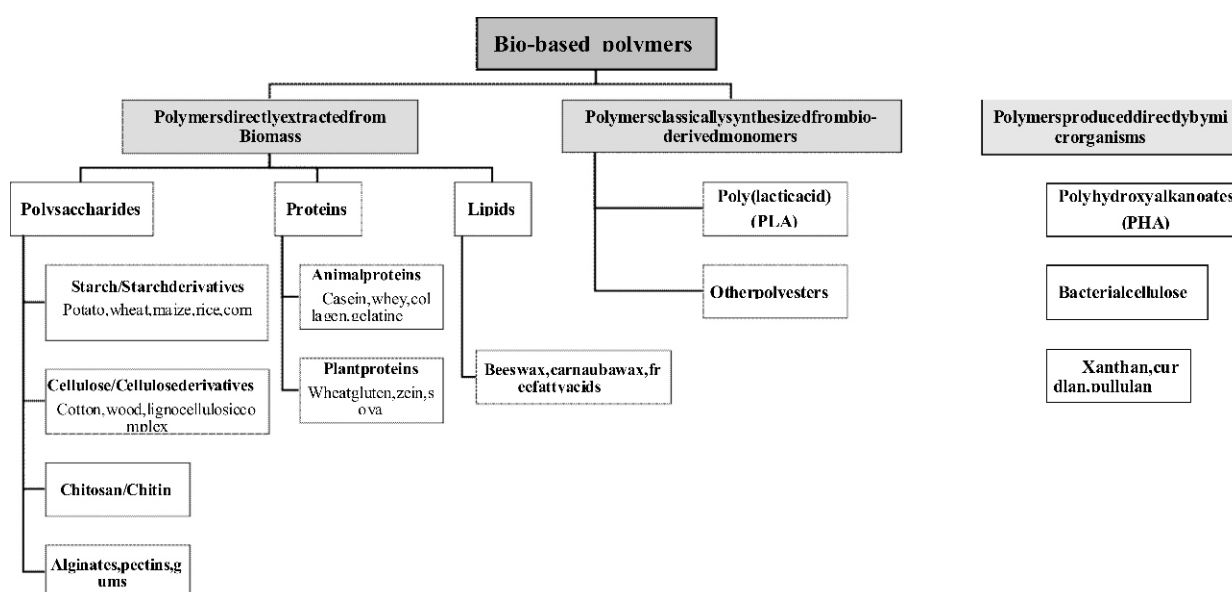 Bio-based polymers
Polymersdirectlyextractedfrom
Biomass
Polymersclassicallysynthesizedfrombio-
derivedmonomers
Polymersproduceddirectlybymi
crorganisms
Polysaccharides
Proteins
Lipids
Poly(lacticacid)
(PLA)
Polyhydroxyalkanoates
(PHA)
Starch/Starchderivatives
Potato,wheat,maize,rice,corn
Animalproteins
Casein,whey,col
lagen,gelatine
Otherpolyesters
Bacterialcellulose
Cellulose/Cellulosederivatives
Cotton,wood,lignocellulosicco
mplex
Plantproteins
Wheatgluten,zein,s
oya
Beeswax,carnaubawax,fr
eefattyacids
Xanthan,cur
dlan,pullulan
Chitosan/Chitin
Alginates,pectins,g
ums